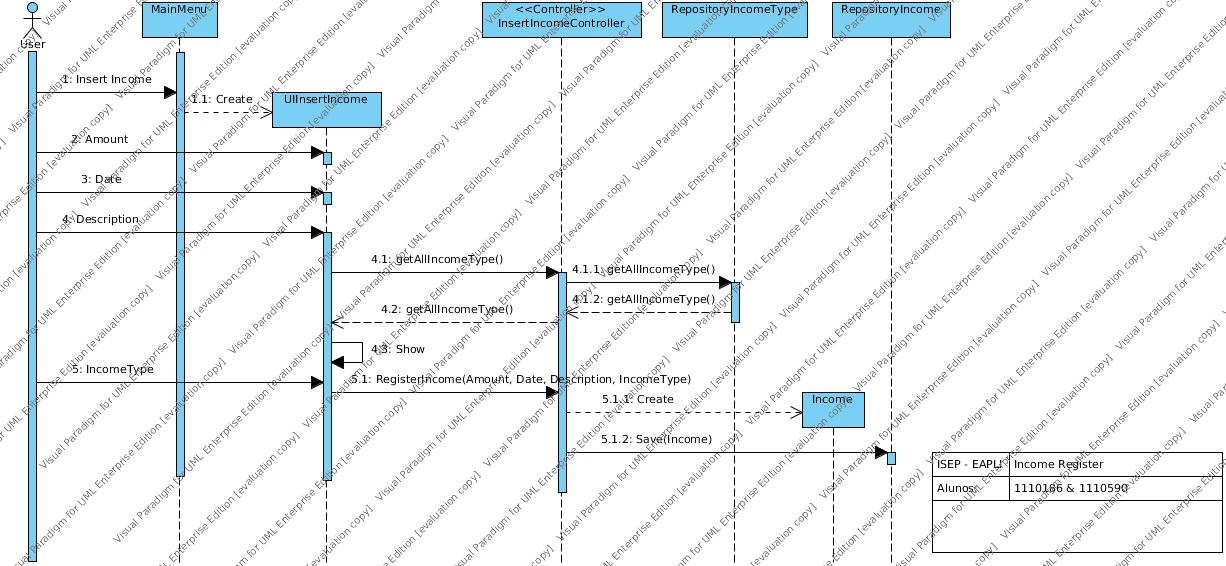 MainMenu
<<Controller>>
InsertIncomeController
RepositoryIncomeType
RepositoryIncome
User
1: Insert Income
1.1: Create
UIInsertIncome
2: Amount
3: Date
4: Description
4.1: getAllIncomeType()
4.1.1: getAllIncomeType()
4.1.2: getAllIncomeType()
4.2: getAllIncomeType()
4.3: Show
5: IncomeType
5.1: RegisterIncome(Amount, Date, Description, IncomeType)
5.1.1: Create
Income
5.1.2: Save(Income)
ISEP - EAPLI
Income Register
Alunos:
1110186 & 1110590
Visual Paradigm for UML Enterprise Edition [evaluation copy]